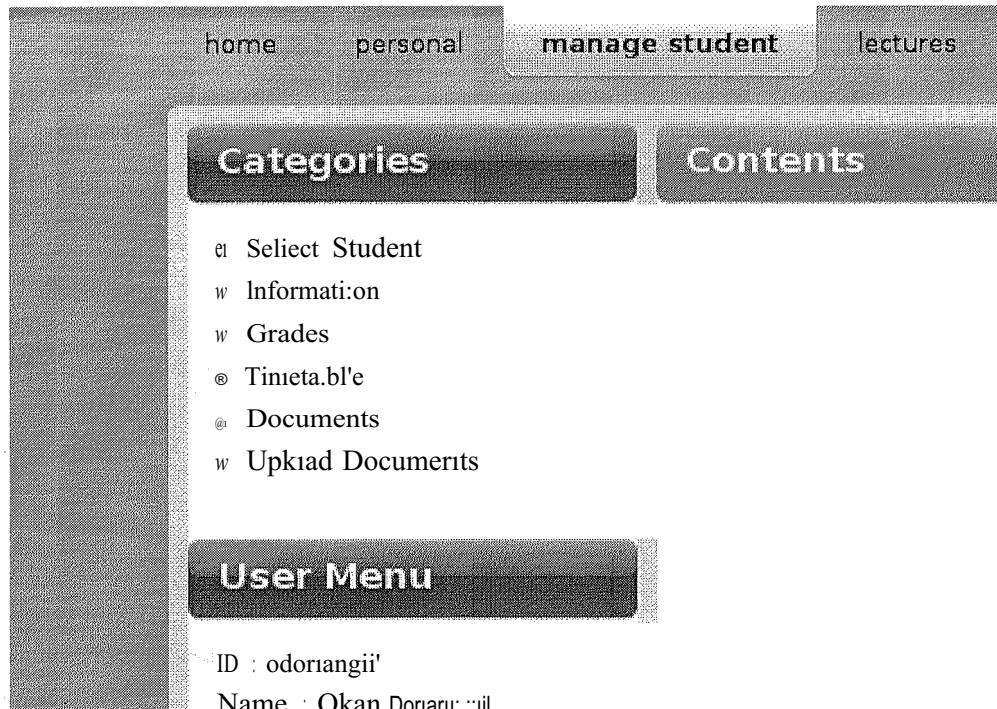 home personal manage student lectures
Categories Contents
eı Seliect Student
w lnformati:on
w Grades
® Tinıeta.bl'e
@ı Documents
w Upkıad Documerıts
User Menu
ID : odorıangii'
Name : Okan